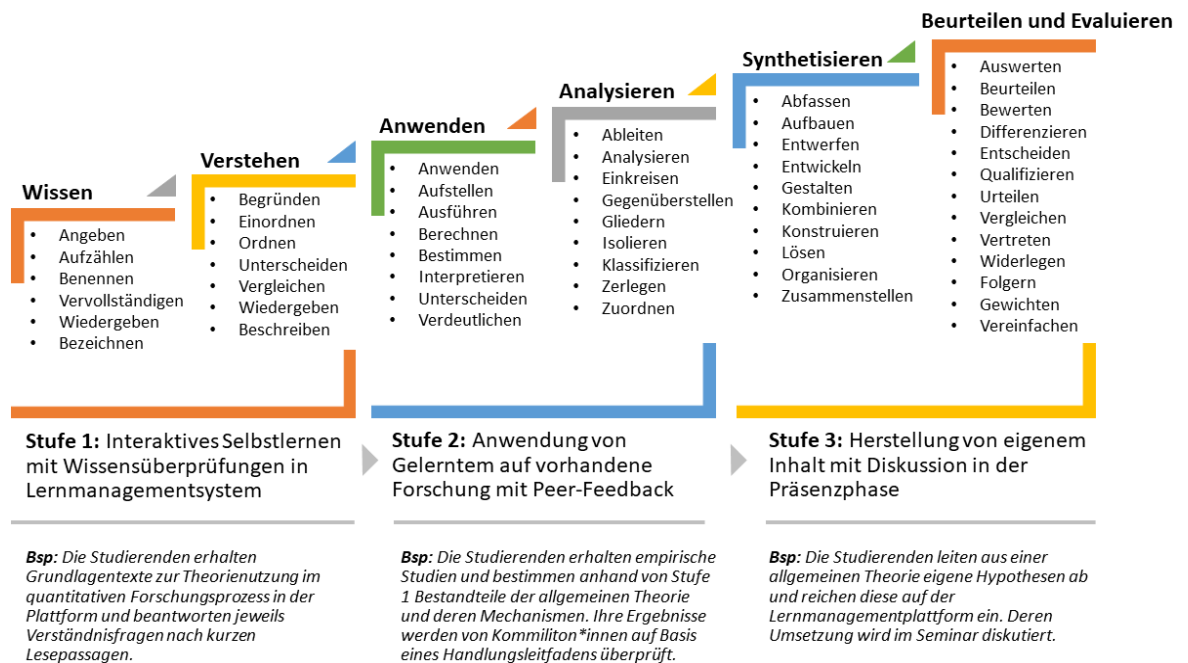 Wissen
• Angeben
• Aufzählen
• Benennen
• Vervollständigen
• Wiedergeben
• Bezeichnen
Verstehen
• Begründen
• Einordnen
• Ordnen
• Unterscheiden
• Vergleichen
• Wiedergeben
• Beschreiben
Anwenden
• Anwenden
• Aufstellen
• Ausführen
• Berechnen
• Bestimmen
• Interpretieren
• Unterscheiden
• Verdeutlichen
Analysieren
• Ableiten
• Analysieren
• Einkreisen
• Gegenüberstellen
• Gliedern
• Isolieren
• Klassifizieren
• Zerlegen
• Zuordnen
Synthetisieren
• Abfassen
• Aufbauen
• Entwerfen
• Entwickeln
• Gestalten
• Kombinieren
• Konstruieren
• Lösen
• Organisieren
• Zusammenstellen
Beurteilen und Evaluieren
• Auswerten
• Beurteilen
• Bewerten
• Differenzieren
• Entscheiden
• Qualifizieren
• Urteilen
• Vergleichen
• Vertreten
• Widerlegen
• Folgern
• Gewichten
• Vereinfachen
Stufe 1: Interaktives Selbstlernen
mit Wissensüberprüfungen in
Lernmanagementsystem
Stufe 2: Anwendung von
Gelerntem auf vorhandene
Forschung mit Peer-Feedback
Stufe 3: Herstellung von eigenem
Inhalt mit Diskussion in der
Präsenzphase
Bsp: Die Studierenden erhalten
Grundlagentexte zur Theorienutzung im
quantitativen Forschungsprozess in der
Plattform und beantworten jeweils
Verständnisfragen nach kurzen
Lesepassagen.
Bsp: Die Studierenden erhalten empirische
Studien und bestimmen anhand von Stufe
1 Bestandteile der allgemeinen Theorie
und deren Mechanismen. Ihre Ergebnisse
werden von Kommiliton*innen auf Basis
eines Handlungsleitfadens überprüft.
Bsp: Die Studierenden leiten aus einer
allgemeinen Theorie eigene Hypothesen ab
und reichen diese auf der
Lernmanagementplattform ein. Deren
Umsetzung wird im Seminar diskutiert.